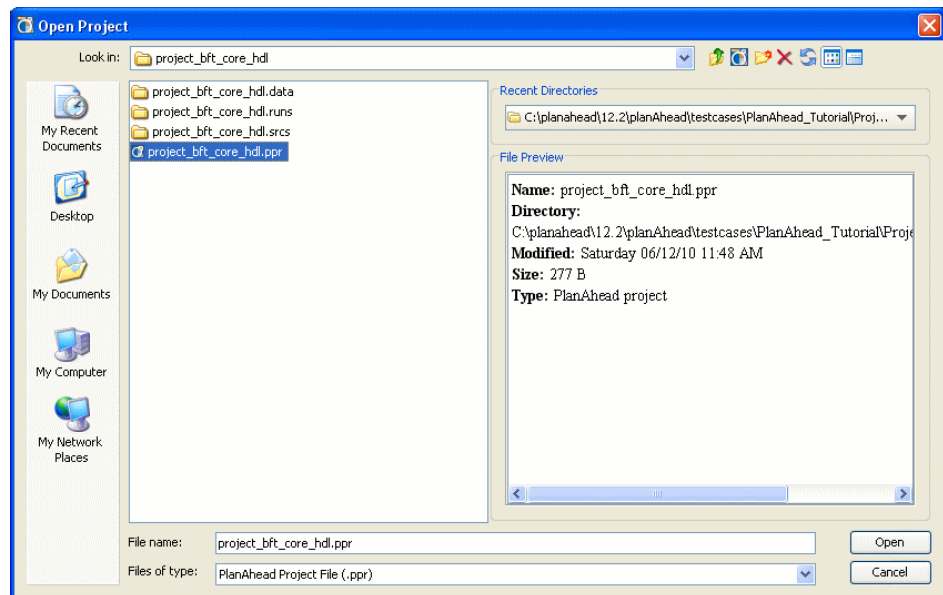 Open Project
Look in:
project_bft_core_hdl
My Recent
Documents
Desktop
My Documents
My Computer
My Network
Places
project_bft_core_hdl.data
project_bft_core_hdl.runs
project_bft_core_hdl.srcs
project_bft_core_hdl.ppr
Recent Directories
C:\planahead\12.2\planAhead\testcases\PlanAhead_Tutorial\Proj...
File Preview
Name: project_bft_core_hdl.ppr
Directory:
C:\planahead\12.2\planAhead\testcases\PlanAhead_Tutorial\Proje
Modified: Saturday 06/12/10 11:48 AM
Size: 277 B
Type: PlanAhead project
File name:
project_bft_core_hdl.ppr
Open
Files of type:
PlanAhead Project File (.ppr)
Cancel